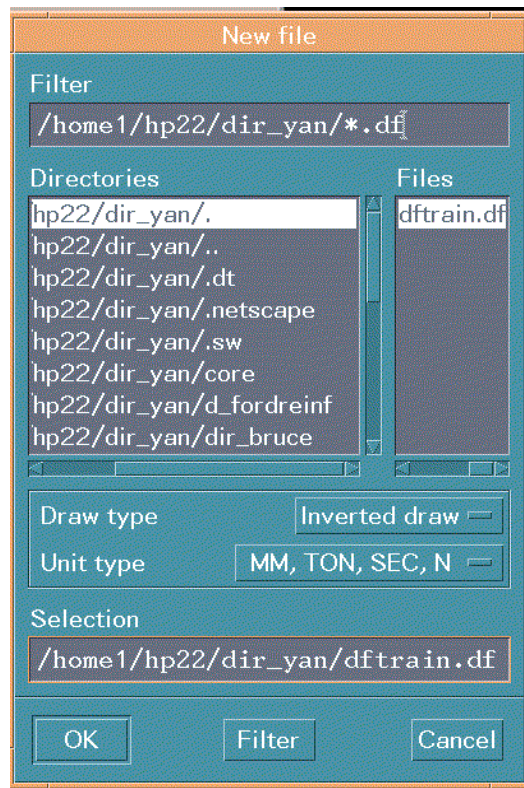 New file
Filter
/home1/hp22/dir_yan/*.df
Directories Files
hp22/dir_yan/. dftrain.df
hp22/dir_yan/..
hp22/dir_yan/.dt
hp22/dir_yan/.netscape
hp22/dir_yan/.sw
hp22/dir_yan/core
hp22/dir_yan/d_fordreinf
hp22/dir_yan/dir_bruce
Draw type Inverted draw
Unit type MM, TON, SEC, N
Selection
/home1/hp22/dir_yan/dftrain.df
OK Filter Cancel